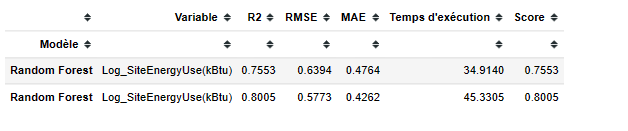 Variable R2 RMSE MAE Temps d'exécution Score
Modèle
Random Forest Log_SiteEnergyUse(kBtu) 0.7553 0.6394 0.4764 34.9140 0.7553
Random Forest Log_SiteEnergyUse(kBtu) 0.8005 0.5773 0.4262 45.3305 0.8005